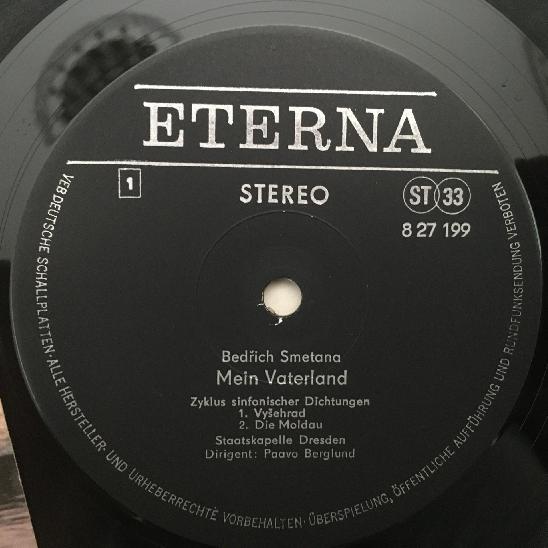 ETERNA
1
STEREO
ST 33
8 27 199
Bedřich Smetana
Mein Vaterland
Zyklus sinfonischer Dichtungen
1. Vyšehrad
2. Die Moldau
Staatskapelle Dresden
Dirigent: Paavo Berglund
VEB DEUTSCHE SCHALLPLATTEN · ALLE HERSTELLER- UND URHEBERRECHTE VORBEHALTEN · ÜBERSPIELUNG, ÖFFENTLICHE AUFFÜHRUNG UND RUNDFUNKSENDUNG VERBOTEN